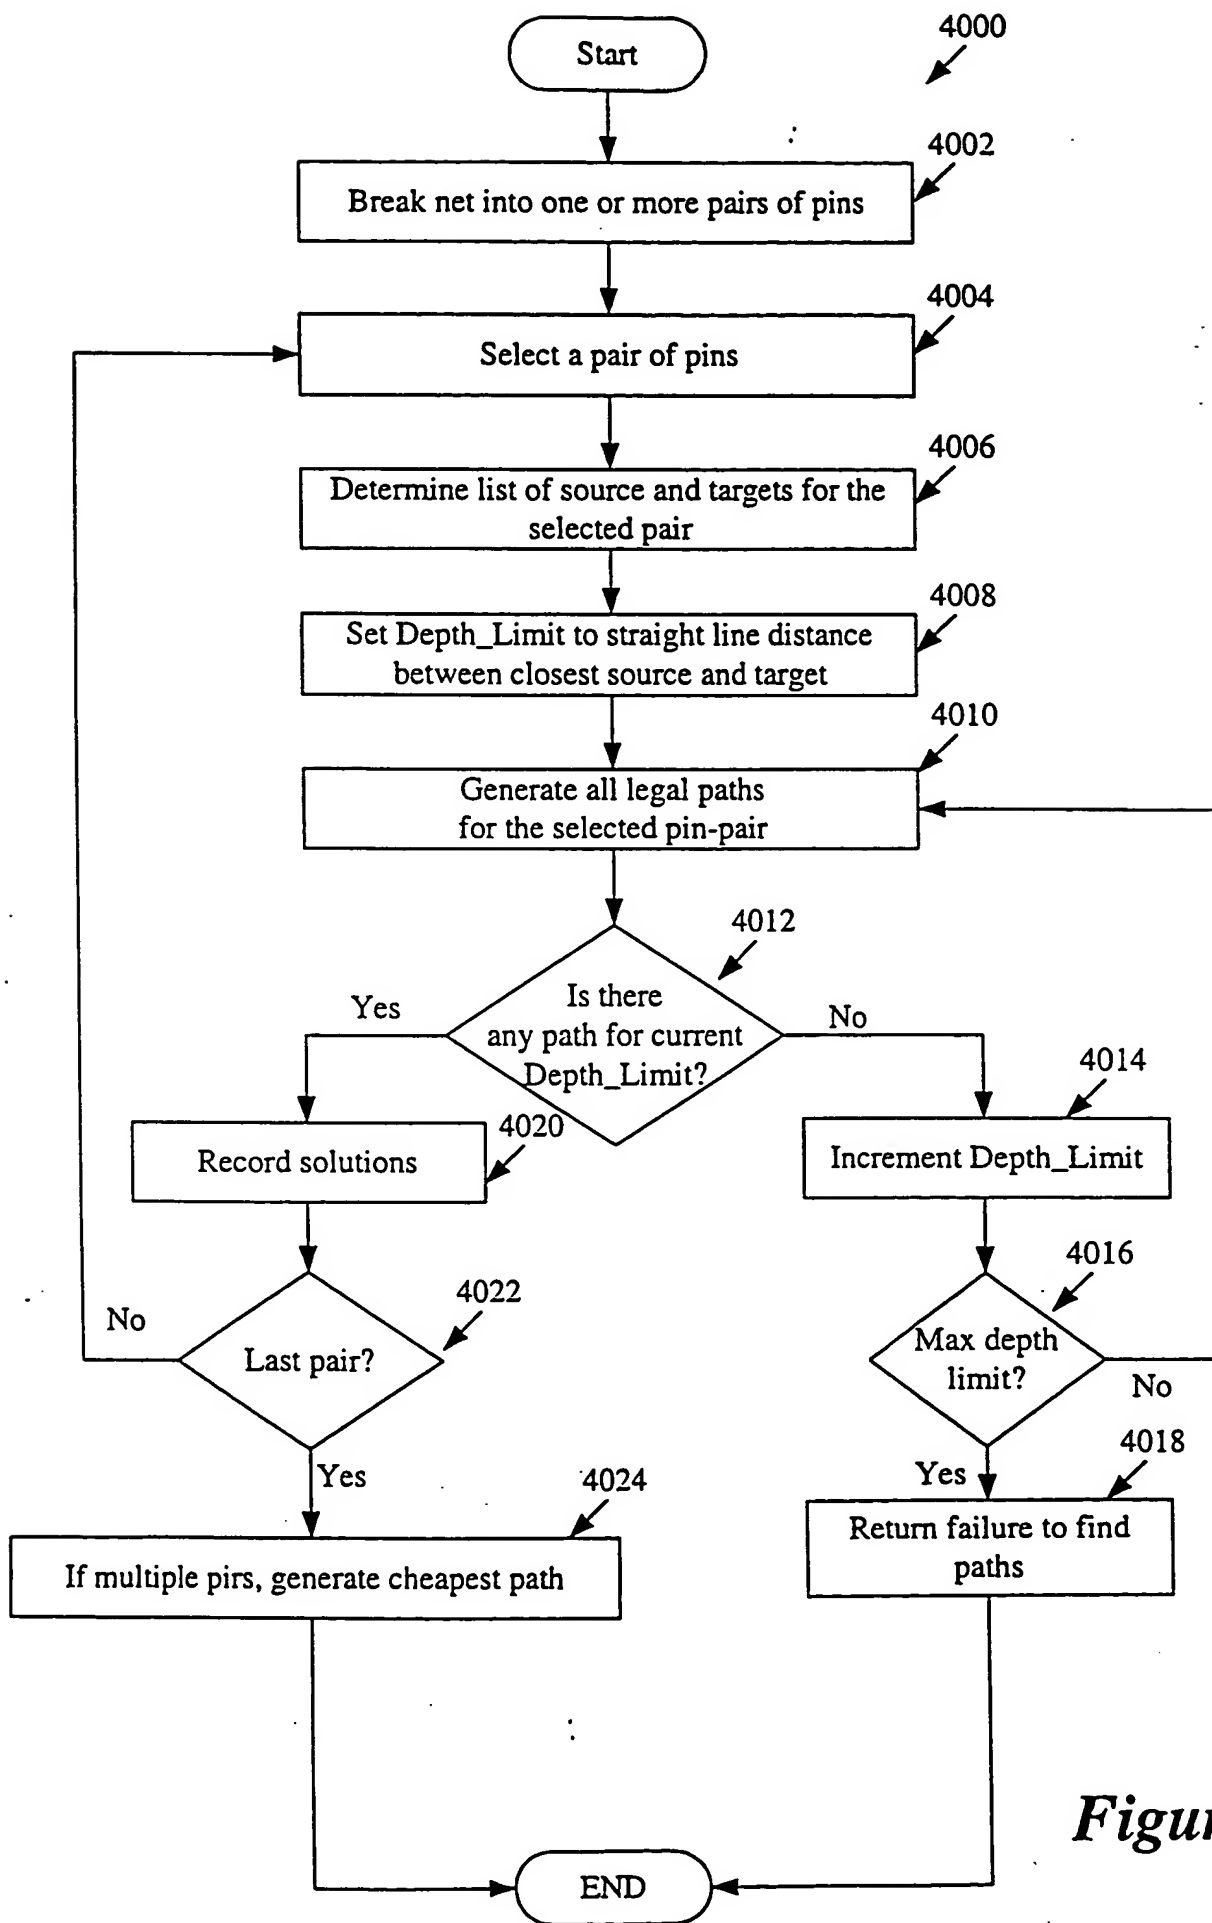 Start
4000
4002
Break net into one or more pairs of pins
4004
Select a pair of pins
4006
Determine list of source and targets for the
selected pair
4008
Set Depth_Limit to straight line distance
between closest source and target
4010
Generate all legal paths
for the selected pin-pair
4012
Is there
any path for current
Depth_Limit?
Yes
No
4014
Increment Depth_Limit
4020
Record solutions
4016
Max depth
limit?
No
4022
Last pair?
No
Yes
4018
Yes
Return failure to find
paths
4024
If multiple pirs, generate cheapest path
END
Figur